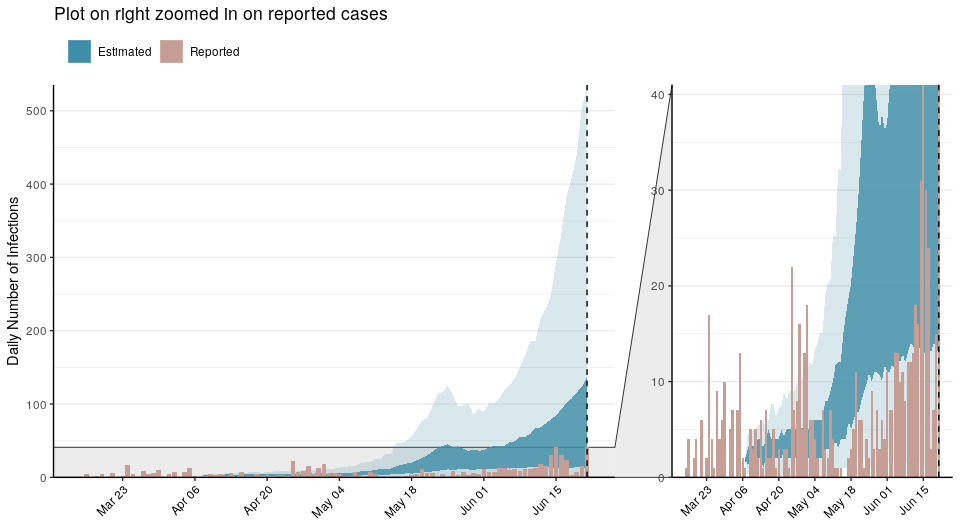 Plot on right zoomed in on reported cases
Estimated
Reported
Daily Number of Infections
500
400
300
200
100
0
Mar 23
Apr 06
Apr 20
May 04
May 18
Jun 01
Jun 15
40
30
20
10
0
Mar 23
Apr 06
Apr 20
May 04
May 18
Jun 01
Jun 15